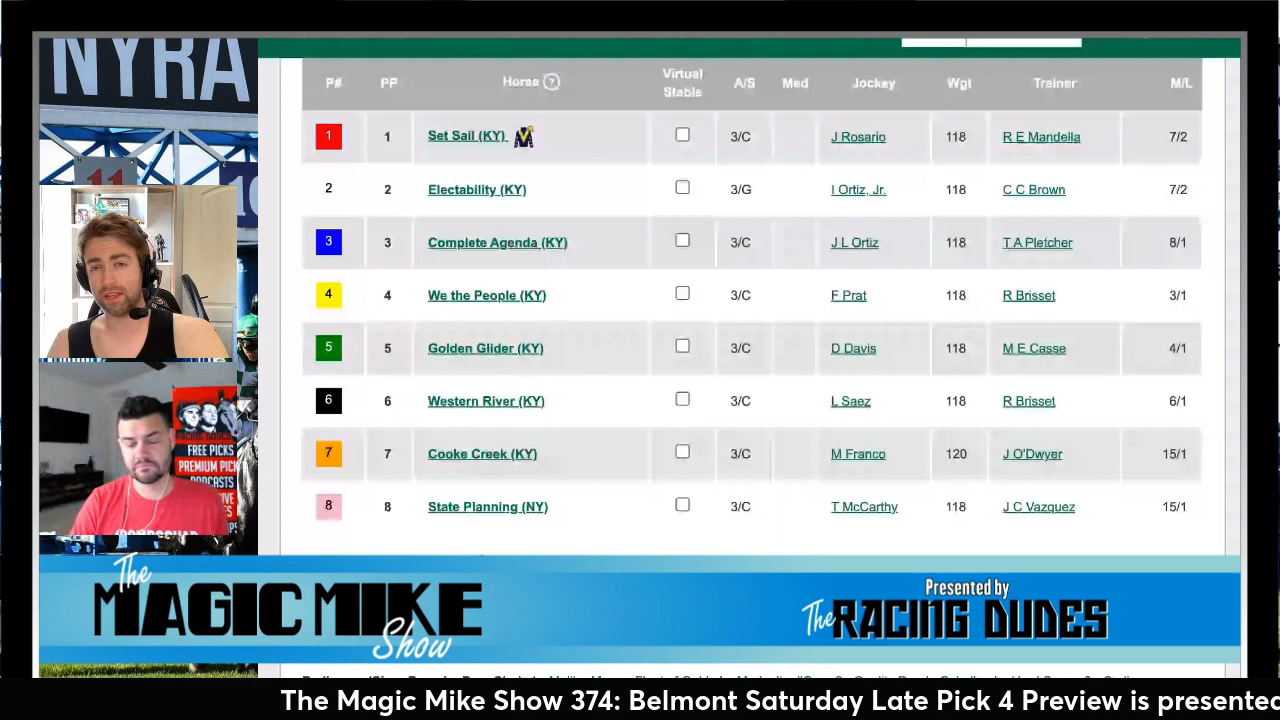 NYRA
11
P# PP Horse ? Virtual Stable A/S Med Jockey Wgt Trainer M/L
1 1 Set Sail (KY) 3/C J Rosario 118 R E Mandella 7/2
2 2 Electability (KY) 3/G I Ortiz, Jr. 118 C C Brown 7/2
3 3 Complete Agenda (KY) 3/C J L Ortiz 118 T A Pletcher 8/1
4 4 We the People (KY) 3/C F Prat 118 R Brisset 3/1
5 5 Golden Glider (KY) 3/C D Davis 118 M E Casse 4/1
6 6 Western River (KY) 3/C L Saez 118 R Brisset 6/1
7 7 Cooke Creek (KY) 3/C M Franco 120 J O'Dwyer 15/1
8 8 State Planning (NY) 3/C T McCarthy 118 J C Vazquez 15/1
RACING DUDES
FREE PICKS
PREMIUM PICK
PODCASTS
The
MAGIC MIKE
Show
Presented by
The RACING DUDES
The Magic Mike Show 374: Belmont Saturday Late Pick 4 Preview is presented